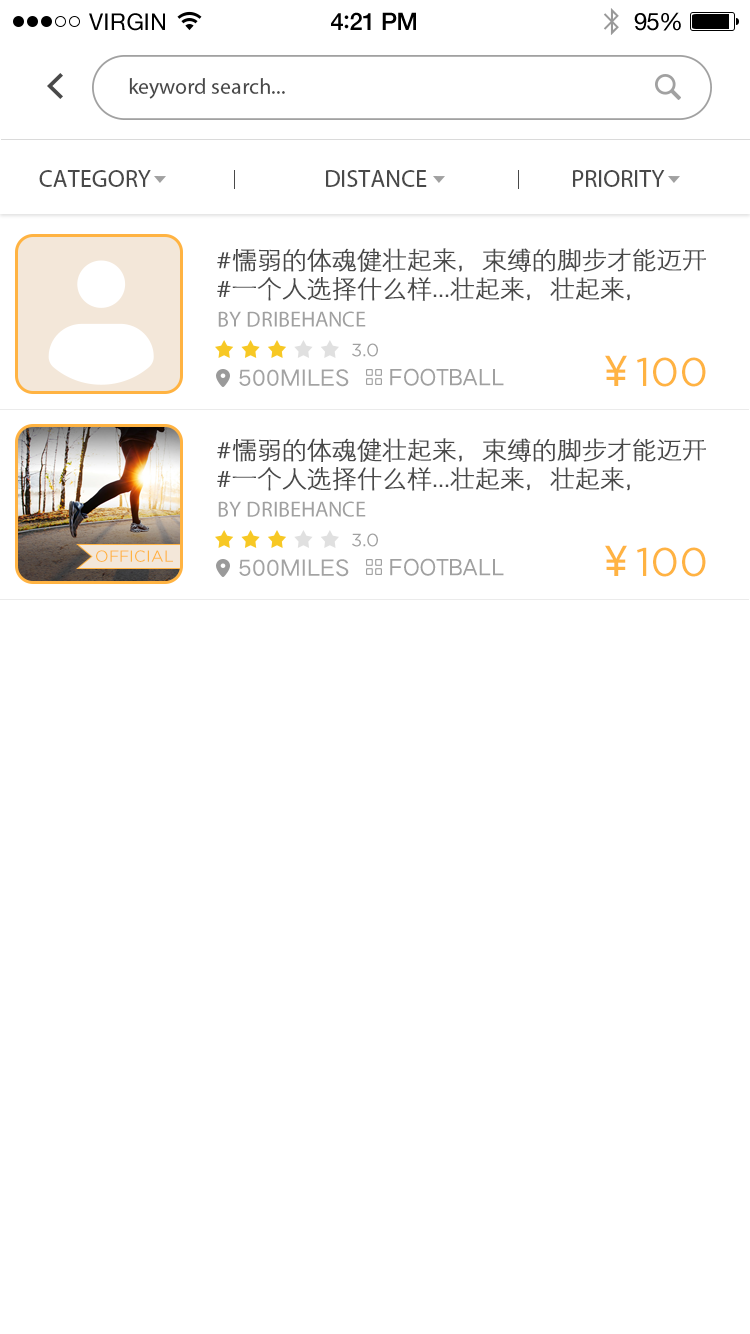 VIRGIN 4:21 PM 95%
keyword search...
CATEGORY | DISTANCE | PRIORITY
#懦弱的体魂健壮起来，束缚的脚步才能迈开
#一个人选择什么样...壮起来，壮起来，
BY DRIBEHANCE
3.0
500MILES FOOTBALL ¥100
#懦弱的体魂健壮起来，束缚的脚步才能迈开
#一个人选择什么样...壮起来，壮起来，
BY DRIBEHANCE
3.0
OFFICIAL
500MILES FOOTBALL ¥100